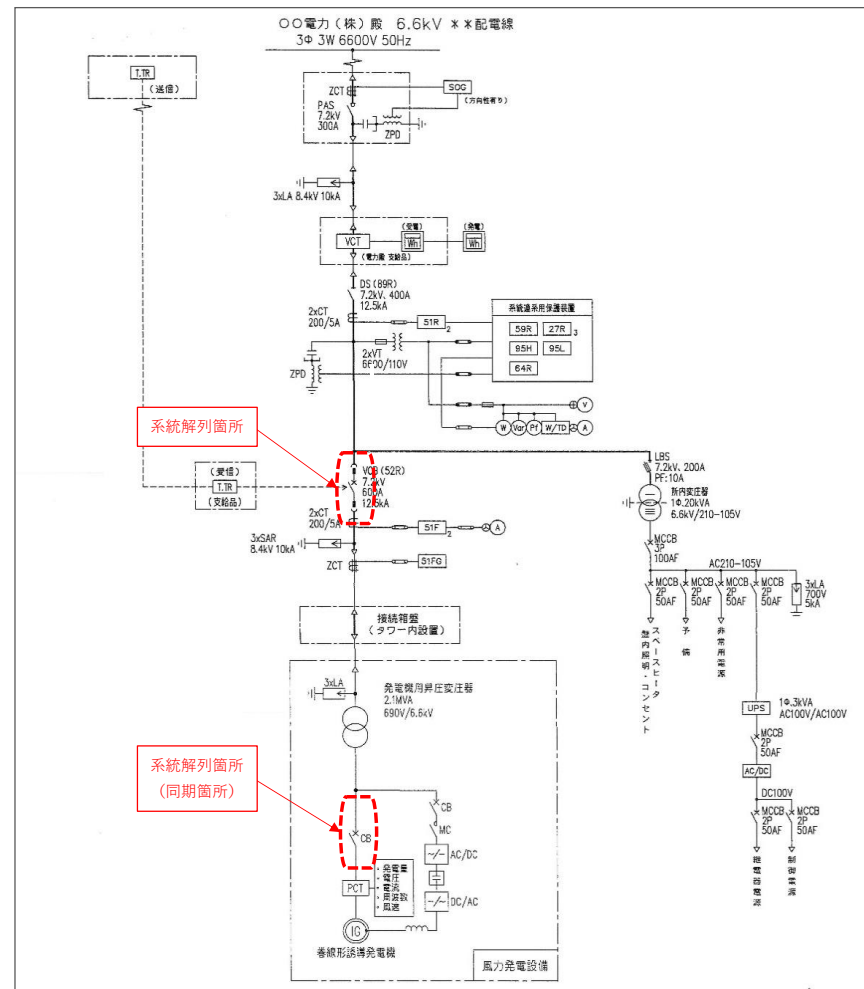 〇〇電力(株)殿 6.6kV **配電線
3Φ 3W 6600V 50Hz
T.TR
(送信)
ZCT
SOG
(方向性有り)
PAS
7.2kV
300A
ZPD
3xLA 8.4kV 10kA
(受電)
(発電)
VCT
Wh
Wh
(電力殿 支給品)
DS(89R)
7.2kV、400A
12.5kA
2xCT
200/5A
51R
2
系統連系用保護装置
59R
27R
3
95H
95L
64R
2xVT
6600/110V
ZPD
V
W
Var
Pf
W/TD
A
系統解列箇所
VCB(52R)
7.2kV
600A
12.5kA
(受信)
T.TR
(支給品)
2xCT
200/5A
51F
2
A
3xSAR
8.4kV 10kA
ZCT
51FG
LBS
7.2kV、200A
PF:10A
所内変圧器
1Φ.20kVA
6.6kV/210-105V
MCCB
3P
100AF
AC210-105V
MCCB
2P
50AF
MCCB
2P
50AF
MCCB
2P
50AF
MCCB
2P
50AF
3xLA
700V
5kA
スペースヒータ
盤内照明・コンセント
予備
非常用電源
UPS
1Φ.3kVA
AC100V/AC100V
MCCB
2P
50AF
AC/DC
DC100V
MCCB
2P
50AF
MCCB
2P
50AF
継電器電源
制御電源
接続箱盤
(タワー内設置)
3xLA
発電機用昇圧変圧器
2.1MVA
690V/6.6kV
系統解列箇所
(同期箇所)
CB
CB
MC
AC/DC
DC/AC
PCT
・発電量
・電圧
・電流
・周波数
・風速
IG
巻線形誘導発電機
風力発電設備